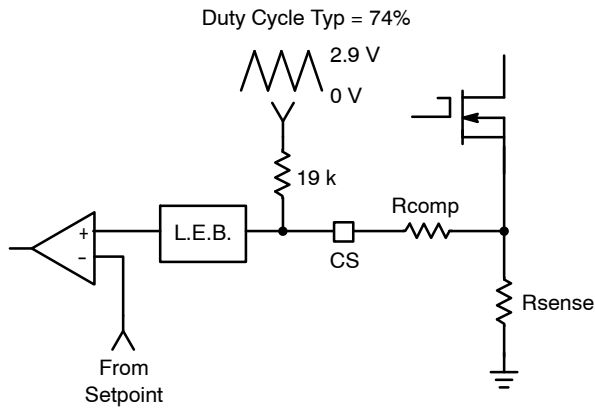 Duty Cycle Typ = 74%
2.9 V
0 V
19 k
Rcomp
L.E.B.
+
−
CS
Rsense
From
Setpoint